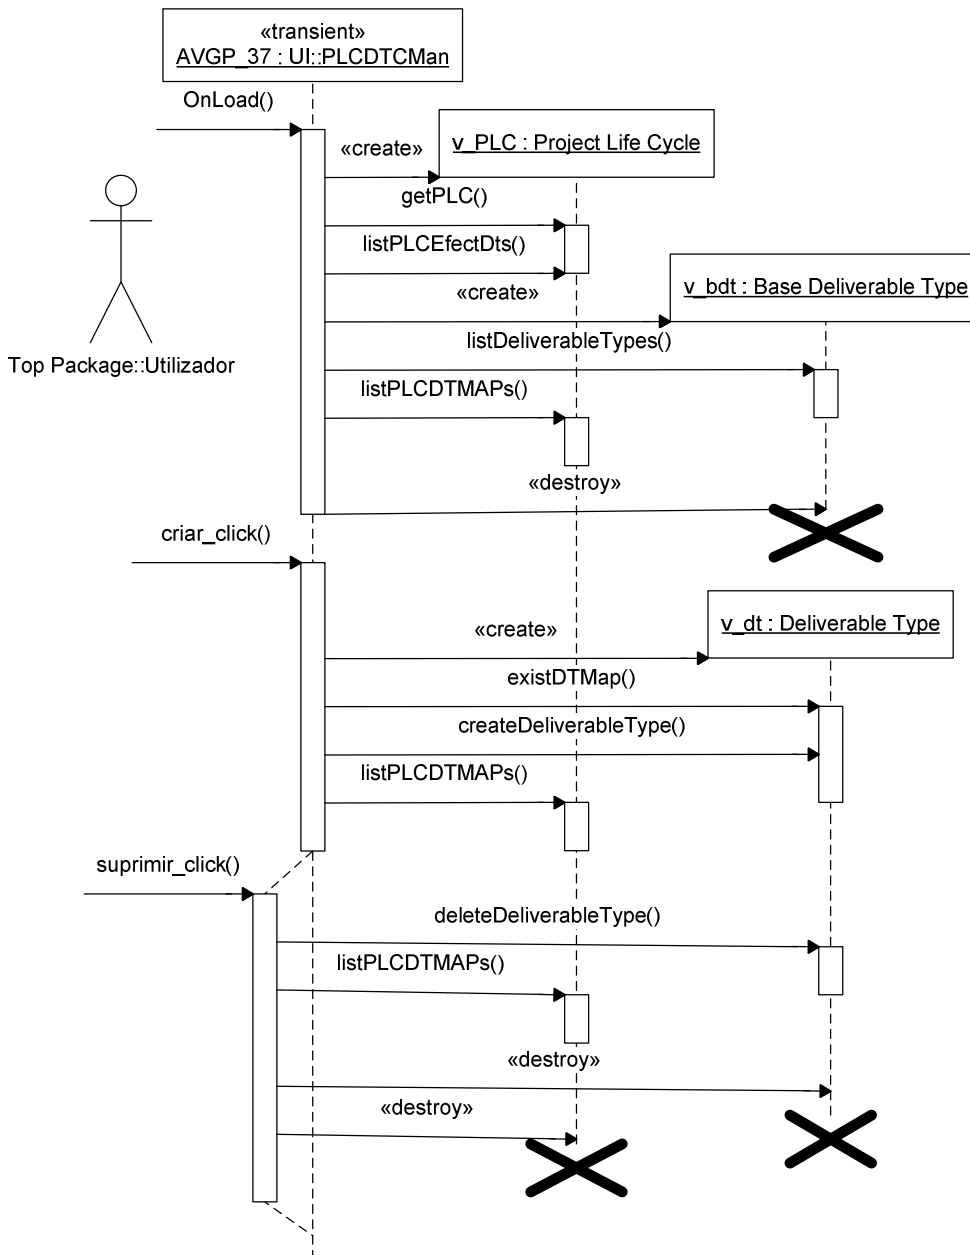 «transient»
AVGP_37 : UI::PLCDTCMan
OnLoad()
«create»
v_PLC : Project Life Cycle
getPLC()
listPLCEfectDts()
«create»
v_bdt : Base Deliverable Type
listDeliverableTypes()
Top Package::Utilizador
listPLCDTMAPs()
«destroy»
criar_click()
«create»
v_dt : Deliverable Type
existDTMap()
createDeliverableType()
listPLCDTMAPs()
suprimir_click()
deleteDeliverableType()
listPLCDTMAPs()
«destroy»
«destroy»